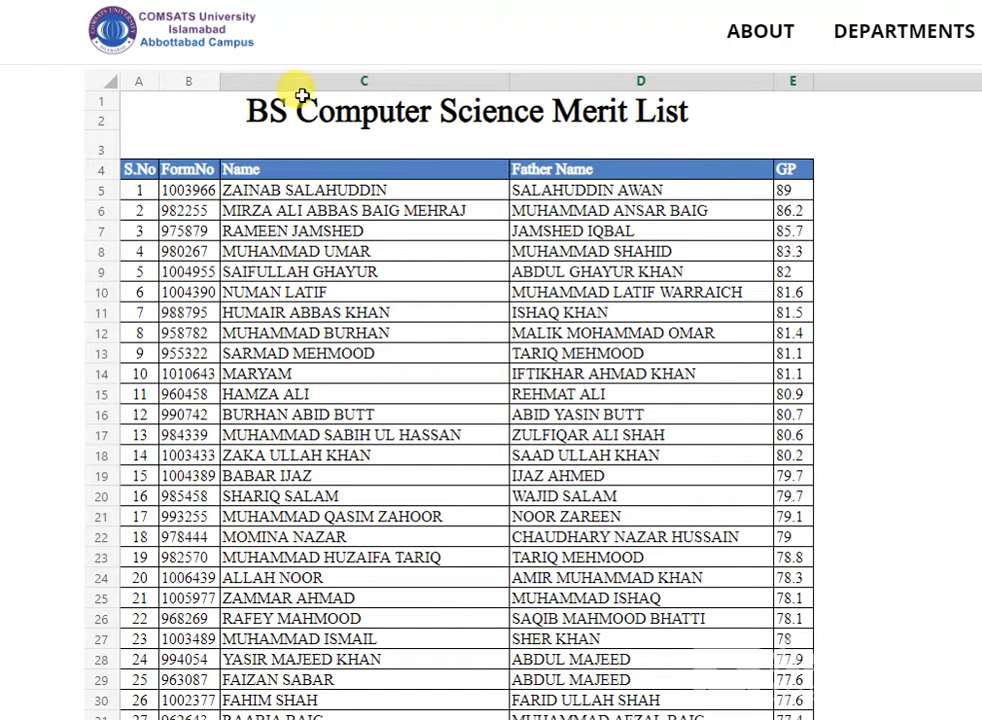 COMSATS University
Islamabad
Abbottabad Campus
ABOUT DEPARTMENTS
A B C D E
1
2 BS Computer Science Merit List
3
4 S.No FormNo Name Father Name GP
5 1 1003966 ZAINAB SALAHUDDIN SALAHUDDIN AWAN 89
6 2 982255 MIRZA ALI ABBAS BAIG MEHRAJ MUHAMMAD ANSAR BAIG 86.2
7 3 975879 RAMEEN JAMSHED JAMSHED IQBAL 85.7
8 4 980267 MUHAMMAD UMAR MUHAMMAD SHAHID 83.3
9 5 1004955 SAIFULLAH GHAYUR ABDUL GHAYUR KHAN 82
10 6 1004390 NUMAN LATIF MUHAMMAD LATIF WARRAICH 81.6
11 7 988795 HUMAIR ABBAS KHAN ISHAQ KHAN 81.5
12 8 958782 MUHAMMAD BURHAN MALIK MOHAMMAD OMAR 81.4
13 9 955322 SARMAD MEHMOOD TARIQ MEHMOOD 81.1
14 10 1010643 MARYAM IFTIKHAR AHMAD KHAN 81.1
15 11 960458 HAMZA ALI REHMAT ALI 80.9
16 12 990742 BURHAN ABID BUTT ABID YASIN BUTT 80.7
17 13 984339 MUHAMMAD SABIH UL HASSAN ZULFIQAR ALI SHAH 80.6
18 14 1003433 ZAKA ULLAH KHAN SAAD ULLAH KHAN 80.2
19 15 1004389 BABAR IJAZ IJAZ AHMED 79.7
20 16 985458 SHARIQ SALAM WAJID SALAM 79.7
21 17 993255 MUHAMMAD QASIM ZAHOOR NOOR ZAREEN 79.1
22 18 978444 MOMINA NAZAR CHAUDHARY NAZAR HUSSAIN 79
23 19 982570 MUHAMMAD HUZAIFA TARIQ TARIQ MEHMOOD 78.8
24 20 1006439 ALLAH NOOR AMIR MUHAMMAD KHAN 78.3
25 21 1005977 ZAMMAR AHMAD MUHAMMAD ISHAQ 78.1
26 22 968269 RAFEY MAHMOOD SAQIB MAHMOOD BHATTI 78.1
27 23 1003489 MUHAMMAD ISMAIL SHER KHAN 78
28 24 994054 YASIR MAJEED KHAN ABDUL MAJEED 77.9
29 25 963087 FAIZAN SABAR ABDUL MAJEED 77.6
30 26 1002377 FAHIM SHAH FARID ULLAH SHAH 77.6